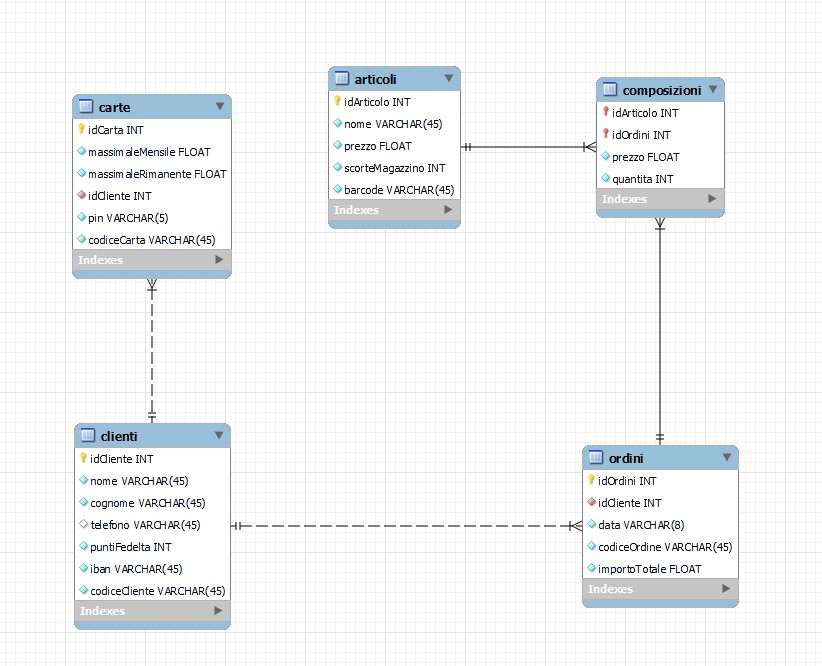 carte
idCarta INT
massimaleMensile FLOAT
massimaleRimanente FLOAT
idCliente INT
pin VARCHAR(5)
codiceCarta VARCHAR(45)
Indexes
articoli
idArticolo INT
nome VARCHAR(45)
prezzo FLOAT
scorteMagazzino INT
barcode VARCHAR(45)
Indexes
composizioni
idArticolo INT
idOrdini INT
prezzo FLOAT
quantita INT
Indexes
clienti
idCliente INT
nome VARCHAR(45)
cognome VARCHAR(45)
telefono VARCHAR(45)
puntiFedelta INT
iban VARCHAR(45)
codiceCliente VARCHAR(45)
Indexes
ordini
idOrdini INT
idCliente INT
data VARCHAR(8)
codiceOrdine VARCHAR(45)
importoTotale FLOAT
Indexes